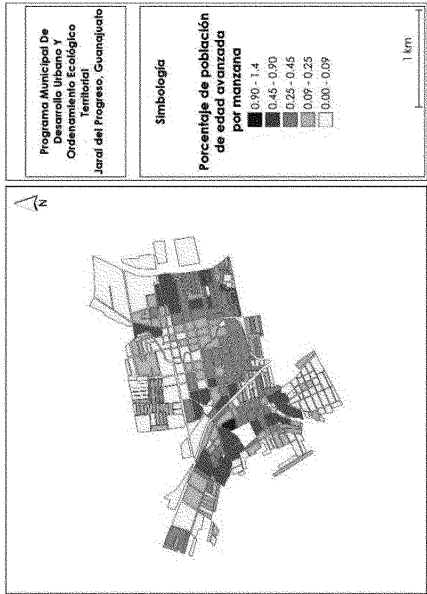 Programa Municipal De
Desarrollo Urbano Y
Ordenamiento Ecológico
Territorial
Jaral del Progreso, Guanajuato
Simbología
Porcentaje de población
de edad avanzada
por manzana
0.90 - 1.4
0.45 - 0.90
0.25 - 0.45
0.09 - 0.25
0.00 - 0.09
1 km
N